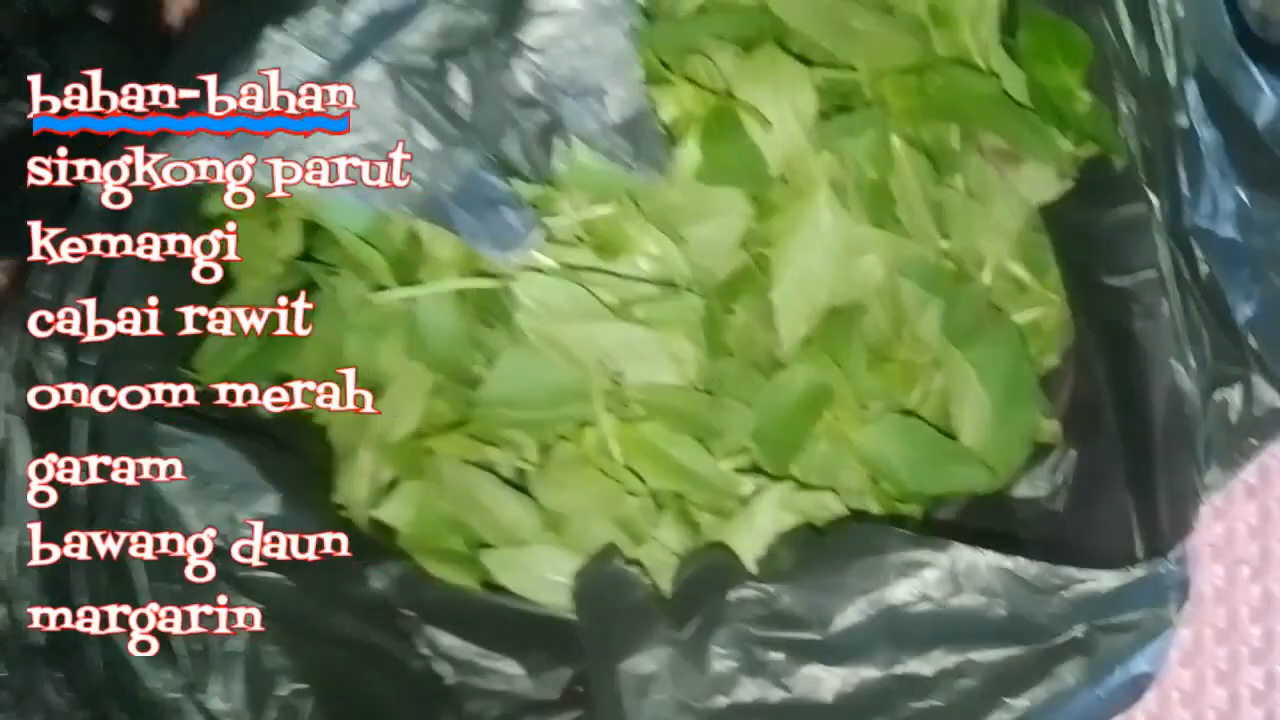 bahan-bahan
singkong parut
kemangi
cabai rawit
oncom merah
garam
bawang daun
margarin